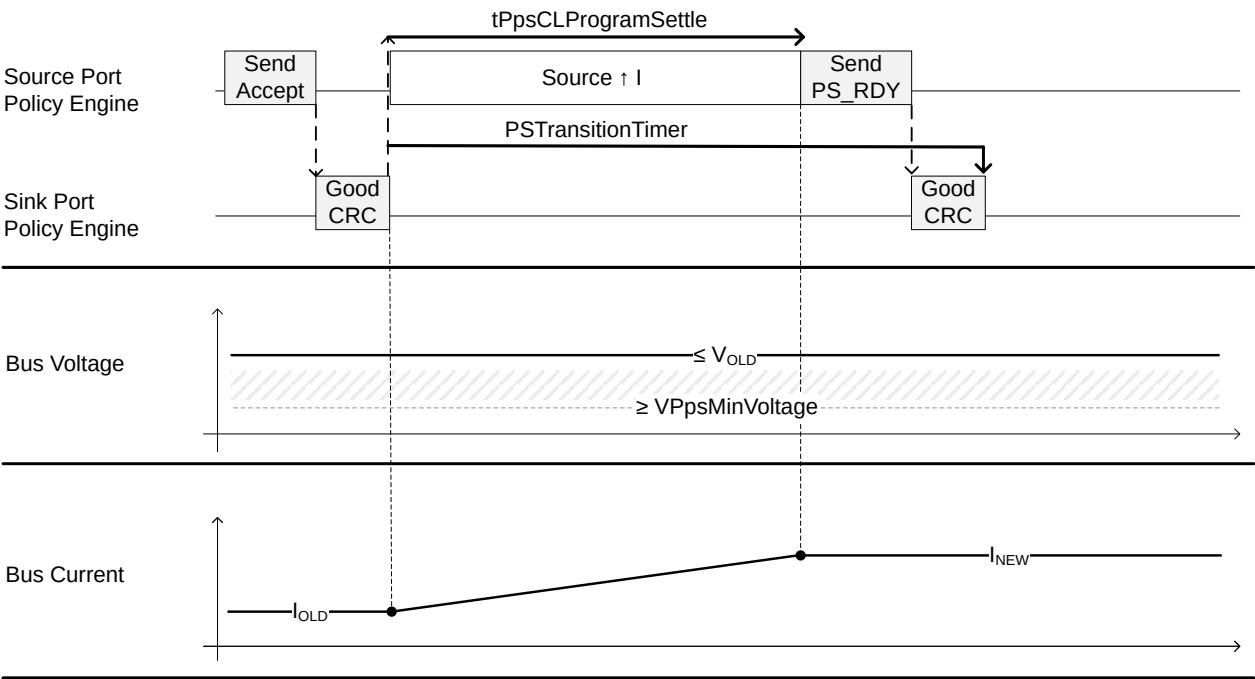 tPpsCLProgramSettle
Source Port
Policy Engine
Send
Accept
Source ↑ I
Send
PS_RDY
PSTransitionTimer
Sink Port
Policy Engine
Good
CRC
Good
CRC
Bus Voltage
≤ VOLD
≥ VPpsMinVoltage
Bus Current
IOLD
INEW